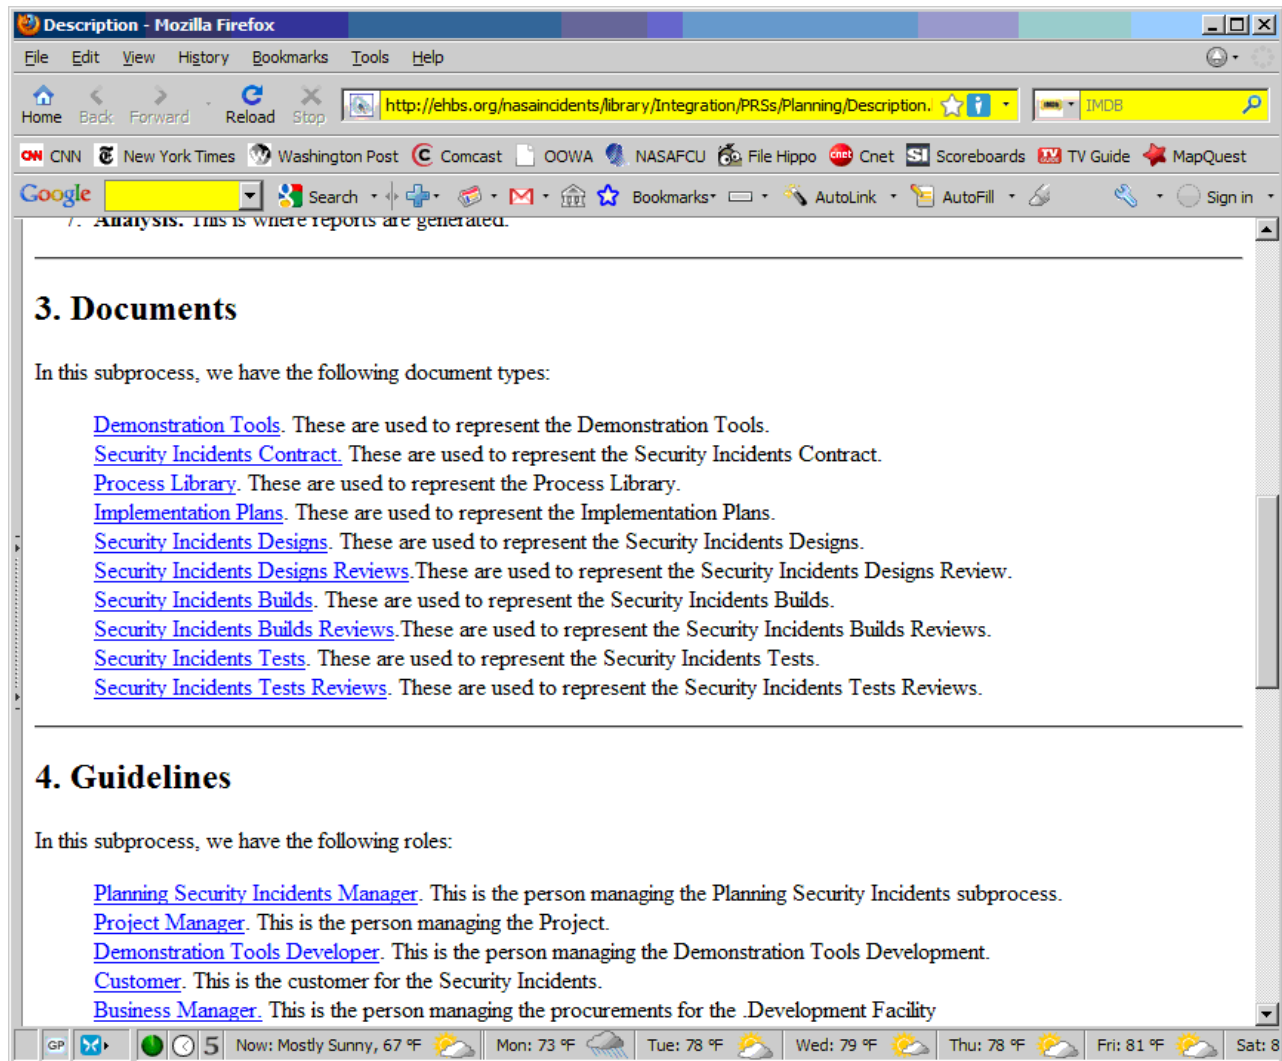 Description - Mozilla Firefox
File Edit View History Bookmarks Tools Help
Home Back Forward Reload Stop http://ehbs.org/nasaincidents/library/Integration/PRSs/Planning/Description. IMDB
CNN New York Times Washington Post Comcast OOWA NASAFCU File Hippo Cnet Scoreboards TV Guide MapQuest
Google Search Bookmarks AutoLink AutoFill Sign in
7. Analysis. This is where reports are generated.
3. Documents
In this subprocess, we have the following document types:
Demonstration Tools. These are used to represent the Demonstration Tools.
Security Incidents Contract. These are used to represent the Security Incidents Contract.
Process Library. These are used to represent the Process Library.
Implementation Plans. These are used to represent the Implementation Plans.
Security Incidents Designs. These are used to represent the Security Incidents Designs.
Security Incidents Designs Reviews.These are used to represent the Security Incidents Designs Review.
Security Incidents Builds. These are used to represent the Security Incidents Builds.
Security Incidents Builds Reviews.These are used to represent the Security Incidents Builds Reviews.
Security Incidents Tests. These are used to represent the Security Incidents Tests.
Security Incidents Tests Reviews. These are used to represent the Security Incidents Tests Reviews.
4. Guidelines
In this subprocess, we have the following roles:
Planning Security Incidents Manager. This is the person managing the Planning Security Incidents subprocess.
Project Manager. This is the person managing the Project.
Demonstration Tools Developer. This is the person managing the Demonstration Tools Development.
Customer. This is the customer for the Security Incidents.
Business Manager. This is the person managing the procurements for the .Development Facility
GP 5 Now: Mostly Sunny, 67 °F Mon: 73 °F Tue: 78 °F Wed: 79 °F Thu: 78 °F Fri: 81 °F Sat: 8